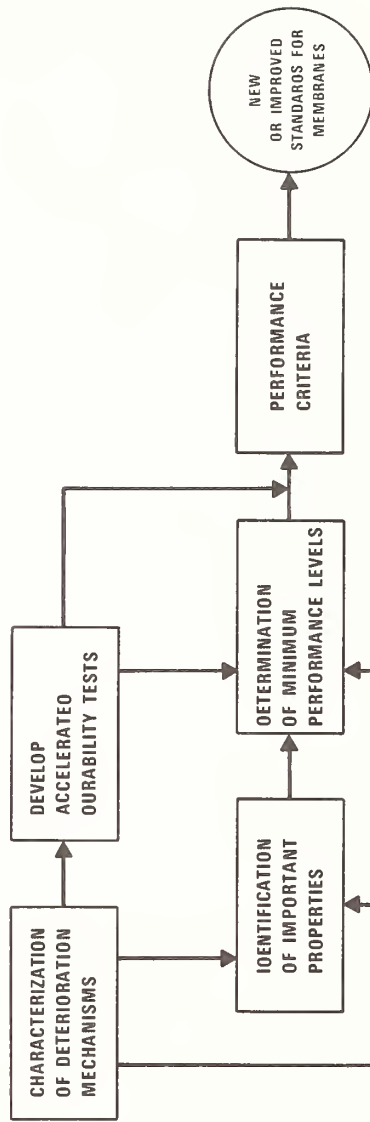 CHARACTERIZATION
OF DETERIORATION
MECHANISMS
DEVELOP
ACCELERATEO
OURABILITY TESTS
IOENTIFICATION
OF IMPORTANT
PROPERTIES
OETERMINATION
OF MINIMUM
PERFORMANCE LEVELS
PERFORMANCE
CRITERIA
NEW
OR IMPROVED
STANDAROS FOR
MEMBRANES